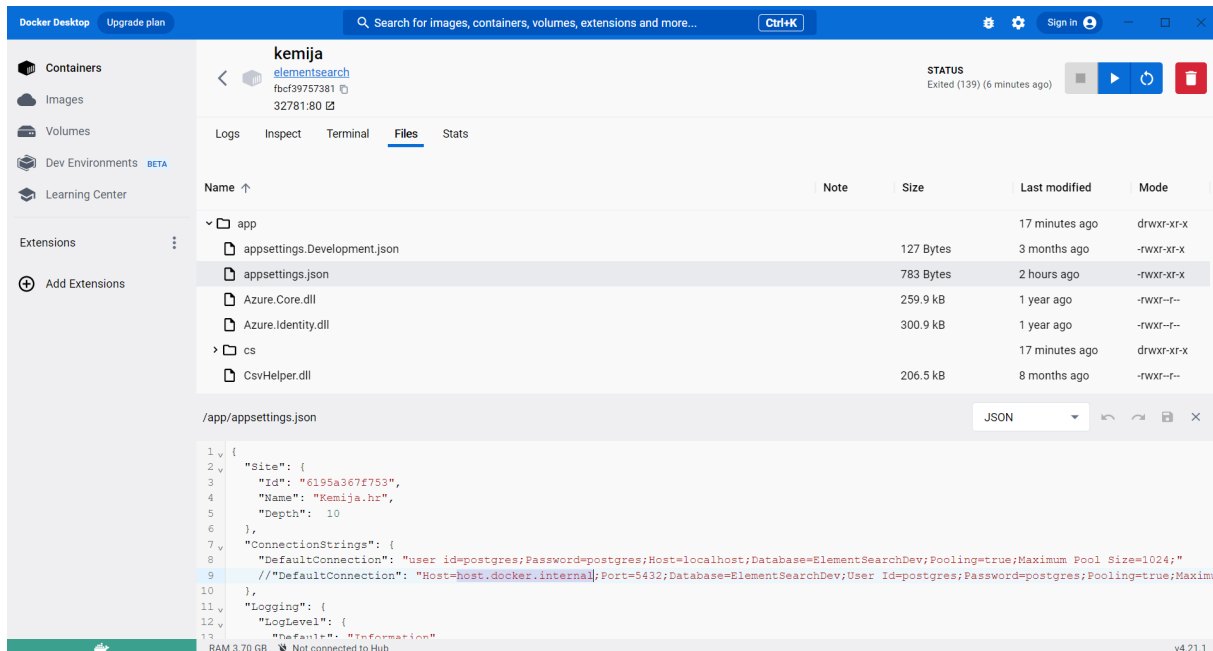 Docker Desktop Upgrade plan Search for images, containers, volumes, extensions and more... Ctrl+K Sign in
Containers
Images
Volumes
Dev Environments BETA
Learning Center
Extensions
Add Extensions
kemija
elementsearch
fbcf39757381
32781:80
STATUS
Exited (139) (6 minutes ago)
Logs Inspect Terminal Files Stats
Name Note Size Last modified Mode
app 17 minutes ago drwxr-xr-x
appsettings.Development.json 127 Bytes 3 months ago -rwxr-xr-x
appsettings.json 783 Bytes 2 hours ago -rwxr-xr-x
Azure.Core.dll 259.9 kB 1 year ago -rwxr--r--
Azure.Identity.dll 300.9 kB 1 year ago -rwxr--r--
cs 17 minutes ago drwxr-xr-x
CsvHelper.dll 206.5 kB 8 months ago -rwxr--r--
/app/appsettings.json JSON
1 {
2 "Site": {
3 "Id": "6195a367f753",
4 "Name": "Kemija.hr",
5 "Depth": 10
6 },
7 "ConnectionStrings": {
8 "DefaultConnection": "user id=postgres;Password=postgres;Host=localhost;Database=ElementSearchDev;Pooling=true;Maximum Pool Size=1024;"
9 //"DefaultConnection": "Host=host.docker.internal;Port=5432;Database=ElementSearchDev;User Id=postgres;Password=postgres;Pooling=true;Maximu
10 },
11 "Logging": {
12 "LogLevel": {
13 "Default": "Information"
RAM 3.70 GB Not connected to Hub v4.21.1